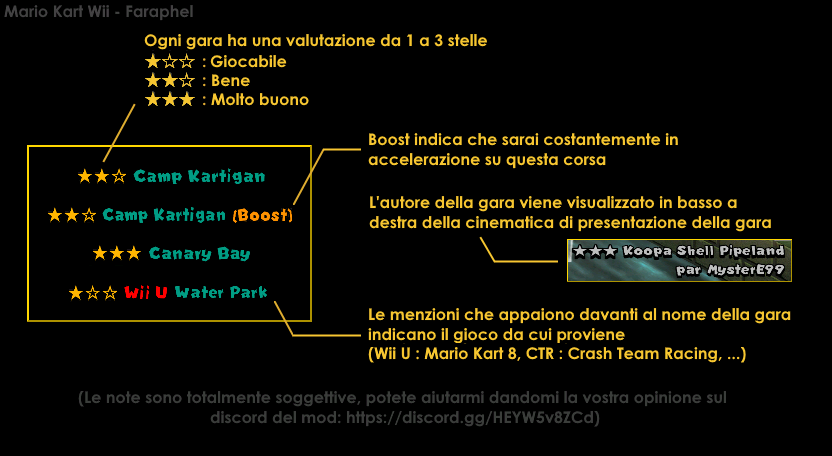 Mario Kart Wii - Faraphel
Ogni gara ha una valutazione da 1 a 3 stelle
★☆☆ : Giocabile
★★☆ : Bene
★★★ : Molto buono
Boost indica che sarai costantemente in
accelerazione su questa corsa
★★☆ Camp Kartigan
★★☆ Camp Kartigan (Boost)
★★★ Canary Bay
★☆☆ Wii U Water Park
L'autore della gara viene visualizzato in basso a
destra della cinematica di presentazione della gara
★★★ Koopa Shell Pipeland
par MysterE99
Le menzioni che appaiono davanti al nome della gara
indicano il gioco da cui proviene
(Wii U : Mario Kart 8, CTR : Crash Team Racing, ...)
(Le note sono totalmente soggettive, potete aiutarmi dandomi la vostra opinione sul
discord del mod: https://discord.gg/HEYW5v8ZCd)